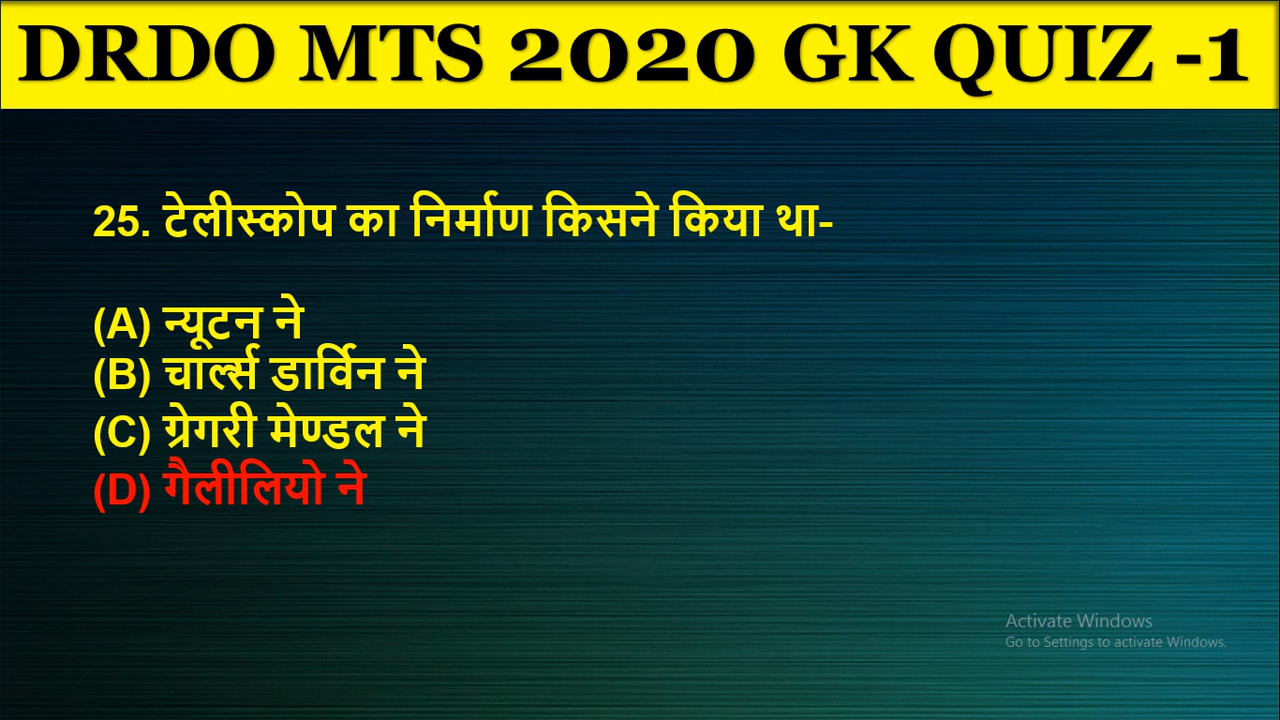 DRDO MTS 2020 GK QUIZ -1
25. टेलीस्कोप का निर्माण किसने किया था-
(A) न्यूटन ने
(B) चार्ल्स डार्विन ने
(C) ग्रेगरी मेण्डल ने
(D) गैलीलियो ने
Activate Windows
Go to Settings to activate Windows.